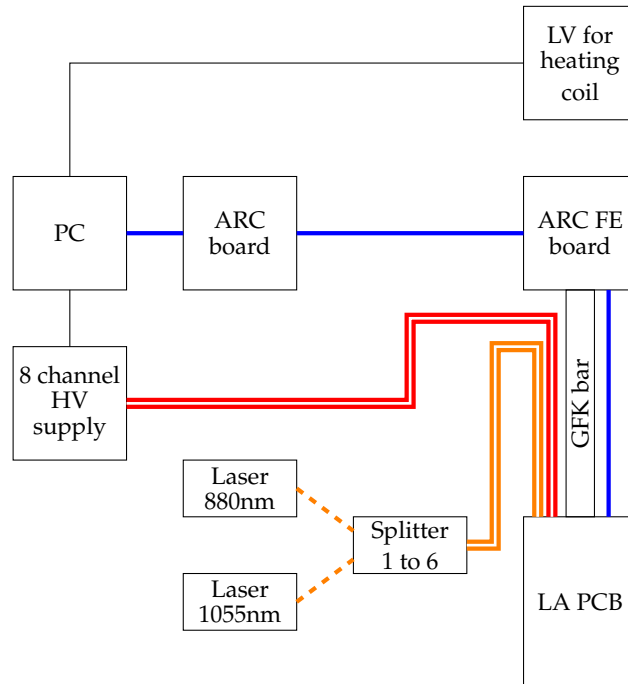 LV for
heating
coil
PC
ARC
board
ARC FE
board
8 channel
HV
supply
GFK bar
Laser
880nm
Splitter
1 to 6
Laser
1055nm
LA PCB